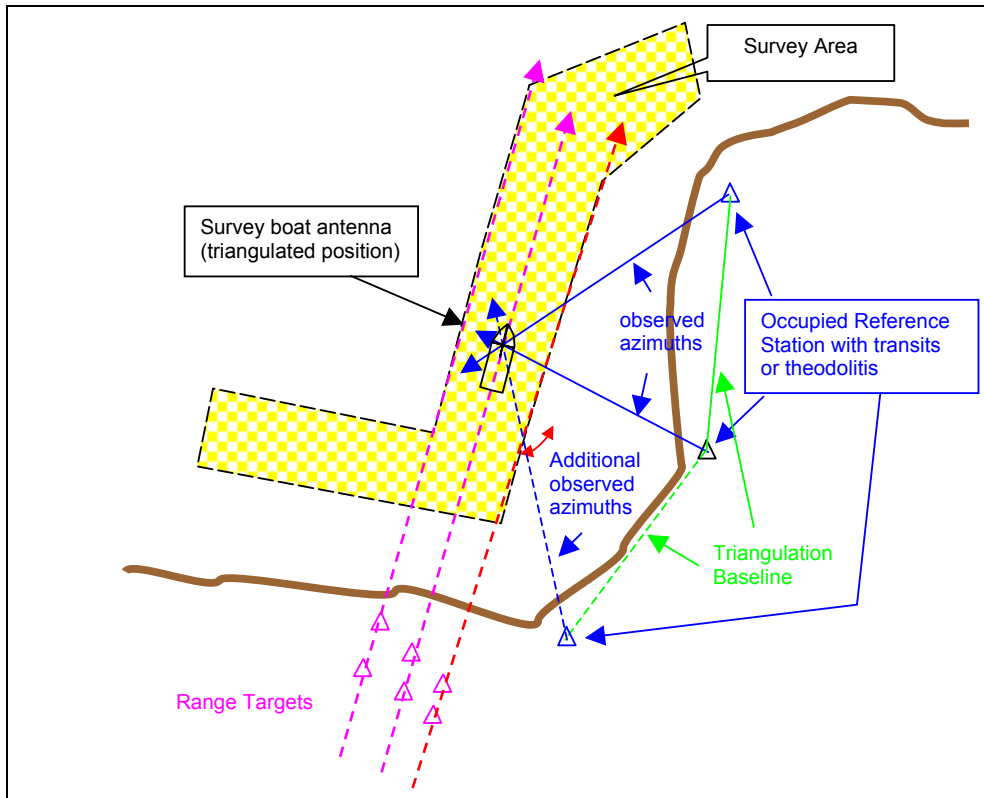 Survey Area
Survey boat antenna
(triangulated position)
observed
azimuths
Occupied Reference
Station with transits
or theodolitis
Additional
observed
azimuths
Triangulation
Baseline
Range Targets